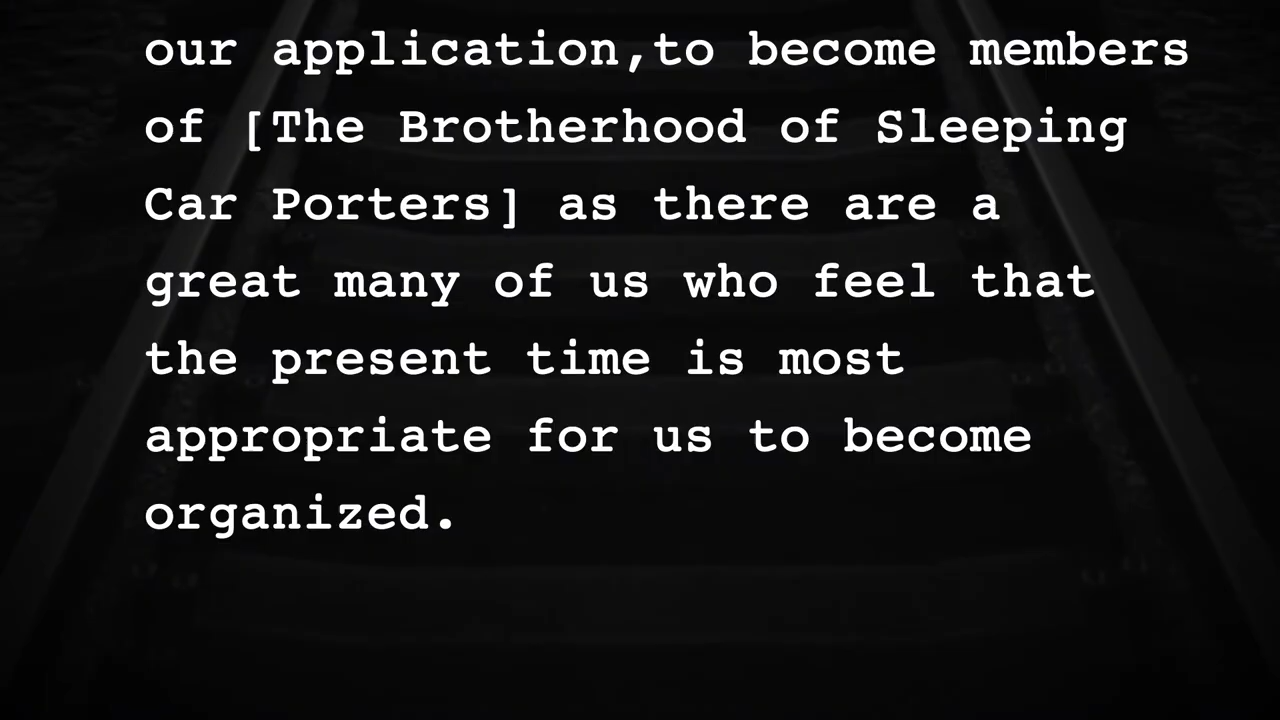 our application,to become members
of [The Brotherhood of Sleeping
Car Porters] as there are a
great many of us who feel that
the present time is most
appropriate for us to become
organized.